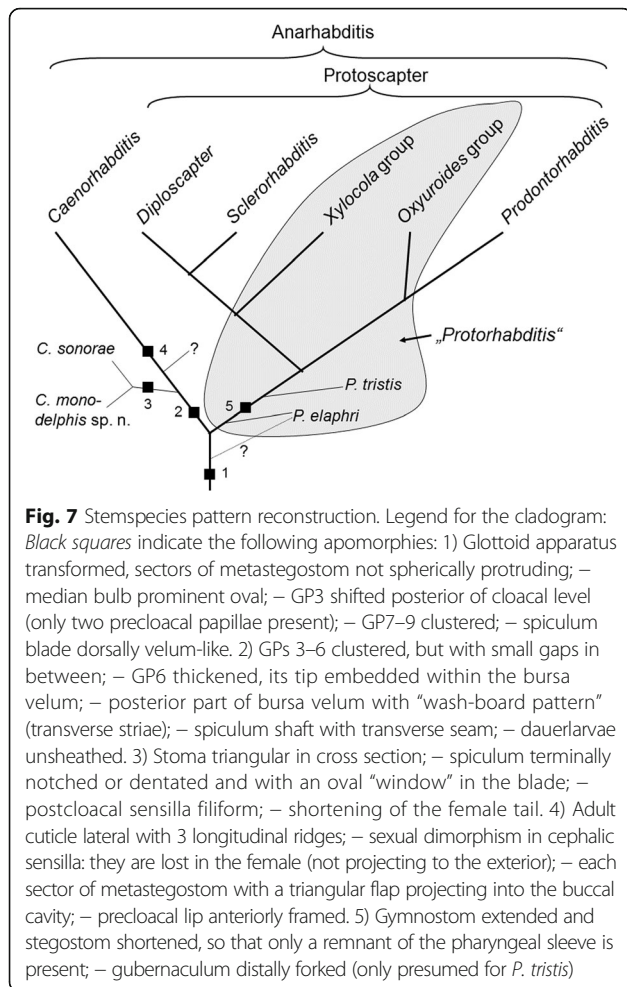 Anarhabditis
Protoscapter
Caenorhabditis
Diploscapter
Sclerorhabditis
Xylocola group
Oxyuroides group
Prodontorhabditis
C. sonorae
4
?
3
C. mono-
delphis sp. n.
2
5
P. tristis
P. elaphri
„Protorhabditis“
?
1
Fig. 7 Stemspecies pattern reconstruction. Legend for the cladogram:
Black squares indicate the following apomorphies: 1) Glottoid apparatus
transformed, sectors of metastegostom not spherically protruding; −
median bulb prominent oval; − GP3 shifted posterior of cloacal level
(only two precloacal papillae present); − GP7–9 clustered; − spiculum
blade dorsally velum-like. 2) GPs 3–6 clustered, but with small gaps in
between; − GP6 thickened, its tip embedded within the bursa
velum; − posterior part of bursa velum with “wash-board pattern”
(transverse striae); − spiculum shaft with transverse seam; − dauerlarvae
unsheathed. 3) Stoma triangular in cross section; − spiculum terminally
notched or dentated and with an oval “window” in the blade; −
postcloacal sensilla filiform; − shortening of the female tail. 4) Adult
cuticle lateral with 3 longitudinal ridges; − sexual dimorphism in cephalic
sensilla: they are lost in the female (not projecting to the exterior); − each
sector of metastegostom with a triangular flap projecting into the buccal
cavity; − precloacal lip anteriorly framed. 5) Gymnostom extended and
stegostom shortened, so that only a remnant of the pharyngeal sleeve is
present; − gubernaculum distally forked (only presumed for P. tristis)